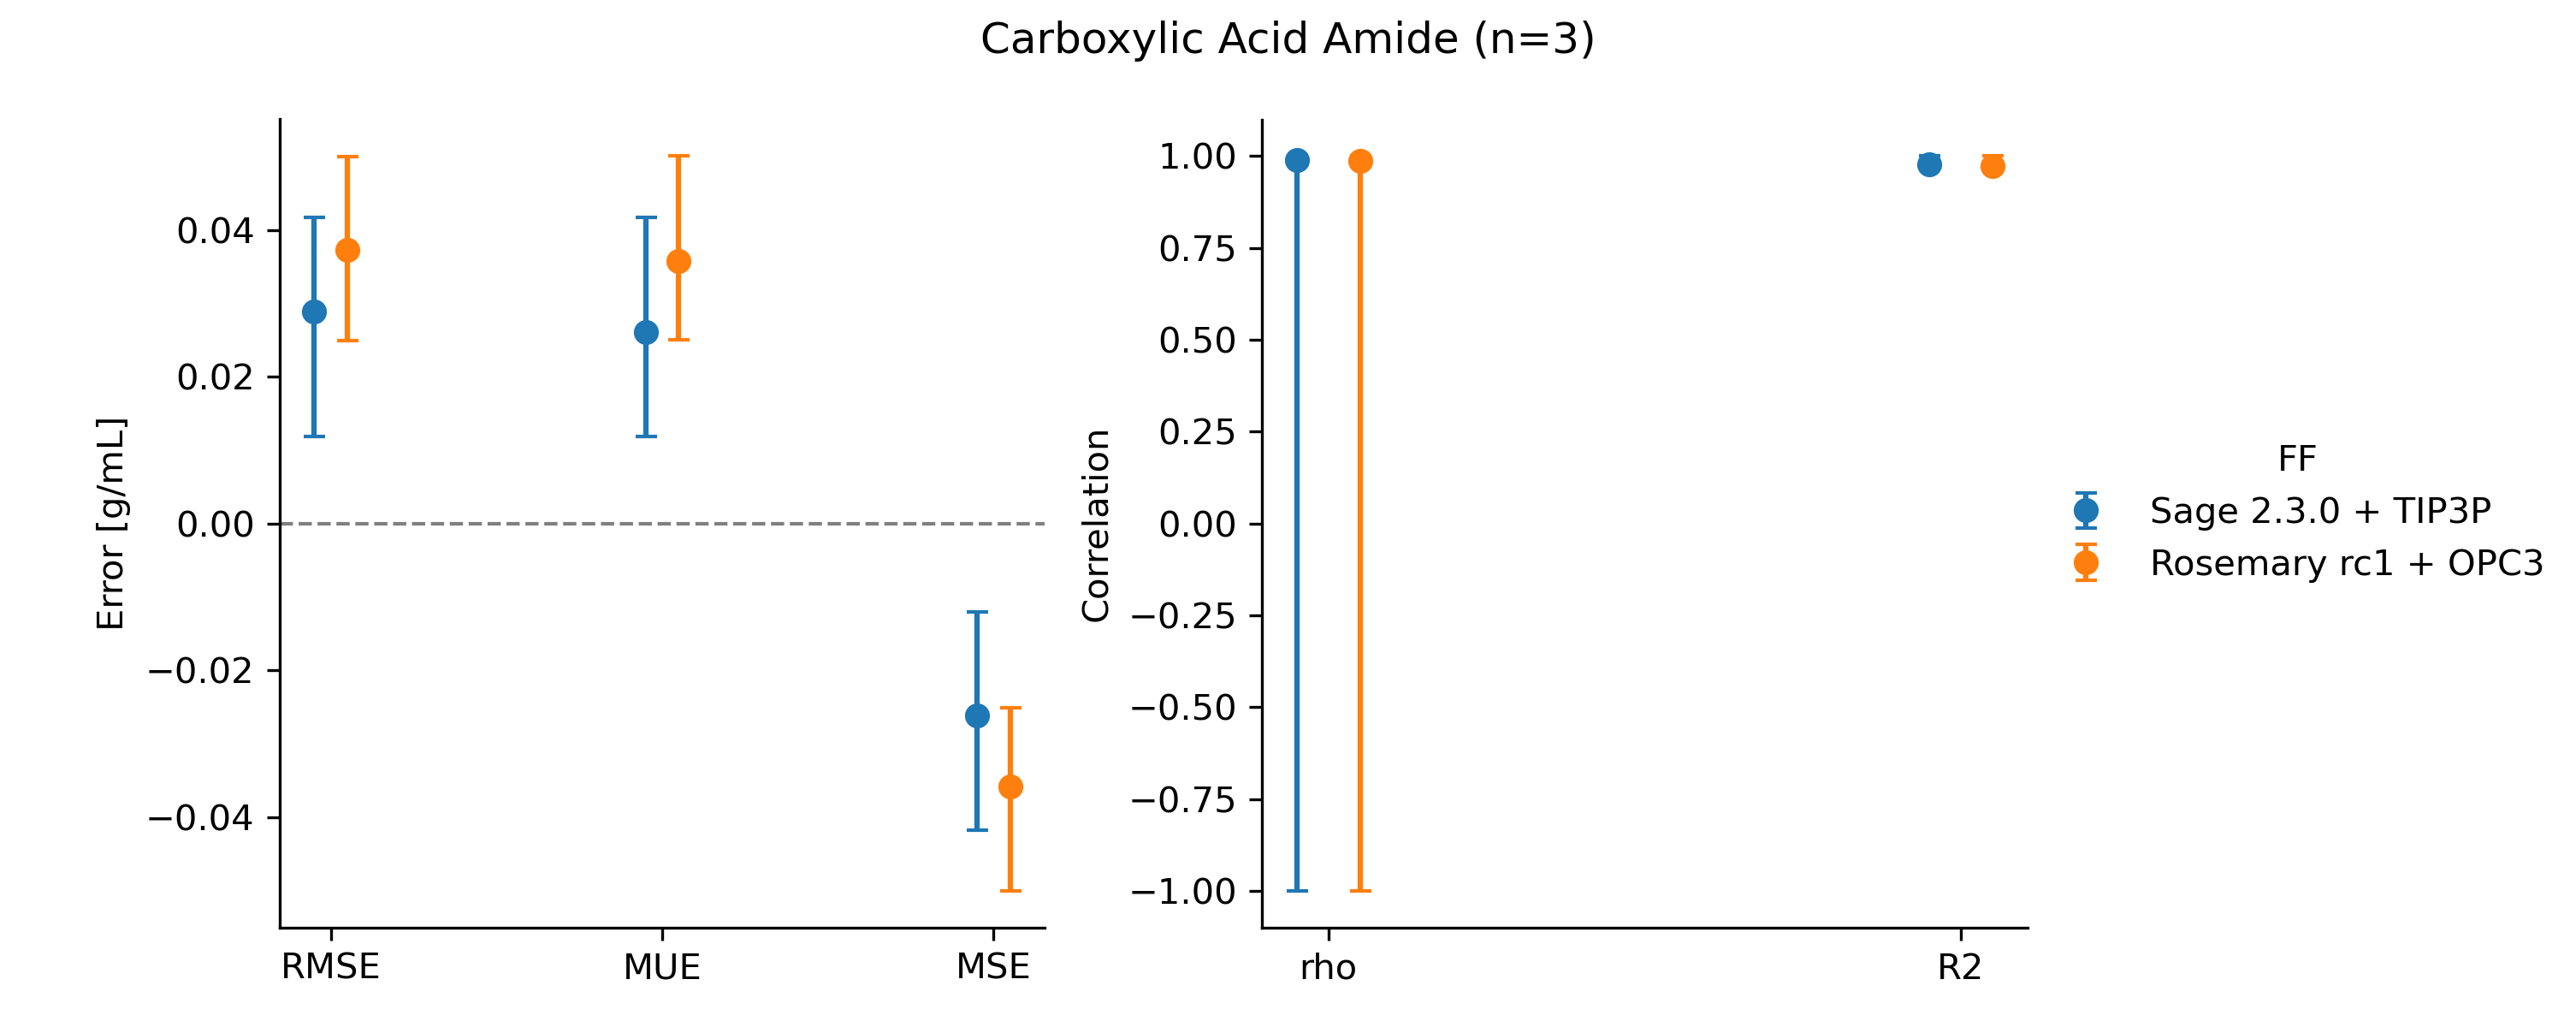 Carboxylic Acid Amide (n=3)
Error [g/mL]
0.04
0.02
0.00
−0.02
−0.04
RMSE
MUE
MSE
Correlation
1.00
0.75
0.50
0.25
0.00
−0.25
−0.50
−0.75
−1.00
rho
R2
FF
Sage 2.3.0 + TIP3P
Rosemary rc1 + OPC3